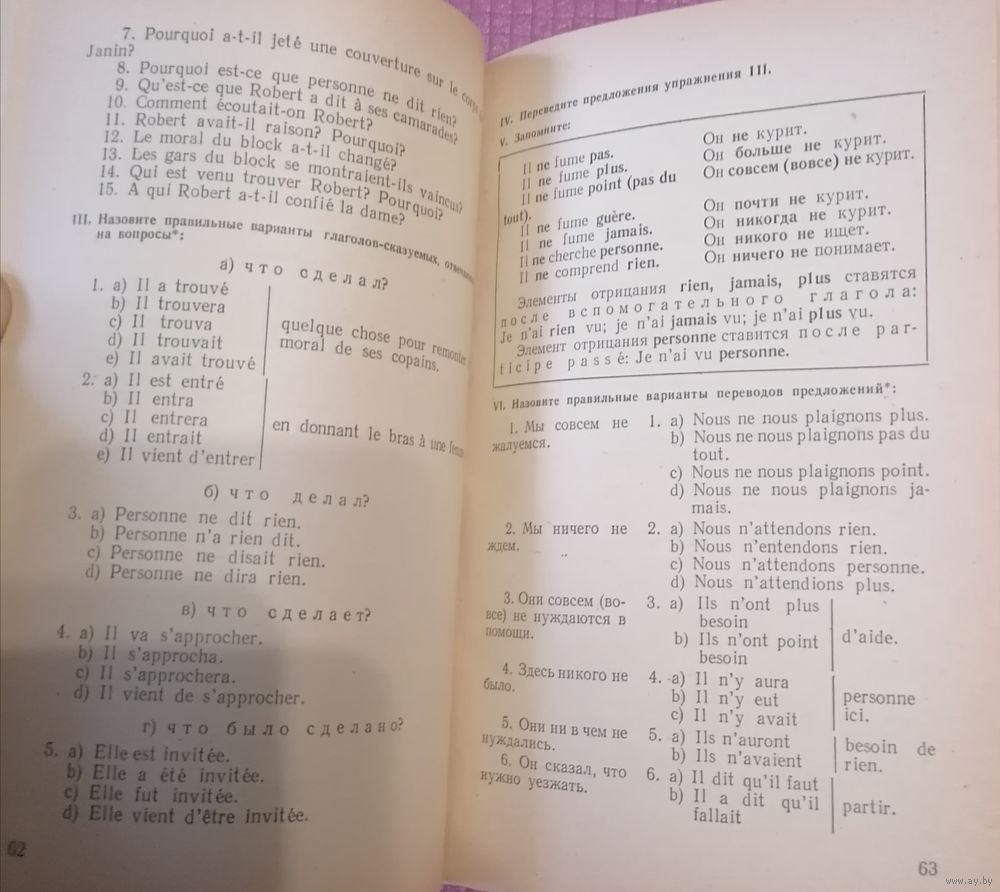 7. Pourquoi a-t-il jeté une couverture sur le corps
Janin?
8. Pourquoi est-ce que personne ne dit rien?
9. Qu'est-ce que Robert a dit à ses camarades?
10. Comment écoutait-on Robert?
11. Robert avait-il raison? Pourquoi?
12. Le moral du block a-t-il changé?
13. Les gars du block se montraient-ils vaincus?
14. Qui est venu trouver Robert? Pourquoi?
15. A qui Robert a-t-il confié la dame?
III. Назовите правильные варианты глаголов-сказуемых,
на вопросы*:
а) что сделал?
1. a) Il a trouvé
b) Il trouvera
c) Il trouva
d) Il trouvait
e) Il avait trouvé
quelque chose pour remonter
moral de ses copains.
2. a) Il est entré
b) Il entra
c) Il entrera
d) Il entrait
e) Il vient d'entrer
en donnant le bras à une
б) что делал?
3. a) Personne ne dit rien.
b) Personne n'a rien dit.
c) Personne ne disait rien.
d) Personne ne dira rien.
в) что сделает?
4. a) Il va s'approcher.
b) Il s'approcha.
c) Il s'approchera.
d) Il vient de s'approcher.
г) что было сделано?
5. a) Elle est invitée.
b) Elle a été invitée.
c) Elle fut invitée.
d) Elle vient d'être invitée.
62
IV. Переведите предложения упражнения III.
V. Запомните:
Il ne fume pas. Он не курит.
Il ne fume plus. Он больше не курит.
Il ne fume point (pas du Он совсем (вовсе) не курит.
tout).
Il ne fume guère. Он почти не курит.
Il ne fume jamais. Он никогда не курит.
Il ne cherche personne. Он никого не ищет.
Il ne comprend rien. Он ничего не понимает.
Элементы отрицания rien, jamais, plus ставятся
после вспомогательного глагола:
Je n'ai rien vu; je n'ai jamais vu; je n'ai plus vu.
Элемент отрицания personne ставится после par-
ticipe passé: Je n'ai vu personne.
VI. Назовите правильные варианты переводов предложений*:
1. Мы совсем не
жалуемся.
1. a) Nous ne nous plaignons plus.
b) Nous ne nous plaignons pas du
tout.
c) Nous ne nous plaignons point.
d) Nous ne nous plaignons ja-
mais.
2. Мы ничего не
ждем.
2. a) Nous n'attendons rien.
b) Nous n'entendons rien.
c) Nous n'attendons personne.
d) Nous n'attendions plus.
3. Они совсем (во-
все) не нуждаются в
помощи.
3. a) Ils n'ont plus
besoin
b) Ils n'ont point
besoin
d'aide.
4. Здесь никого не
было.
4. a) Il n'y aura
b) Il n'y eut
c) Il n'y avait
personne
ici.
5. Они ни в чем не
нуждались.
5. a) Ils n'auront
b) Ils n'avaient
besoin de
rien.
6. Он сказал, что
нужно уезжать.
6. a) Il dit qu'il faut
b) Il a dit qu'il
fallait
partir.
63
www.ay.by